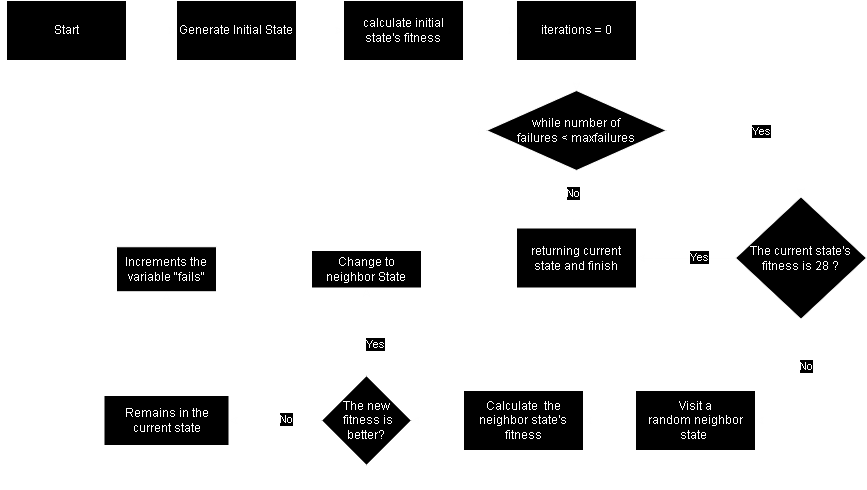 Start
Generate Initial State
calculate initial
state's fitness
iterations = 0
while number of
failures < maxfailures
Yes
No
Increments the
variable "fails"
Change to
neighbor State
returning current
state and finish
Yes
The current state's
fitness is 28 ?
Yes
No
Remains in the
current state
No
The new
fitness is
better?
Calculate the
neighbor state's
fitness
Visit a
random neighbor
state